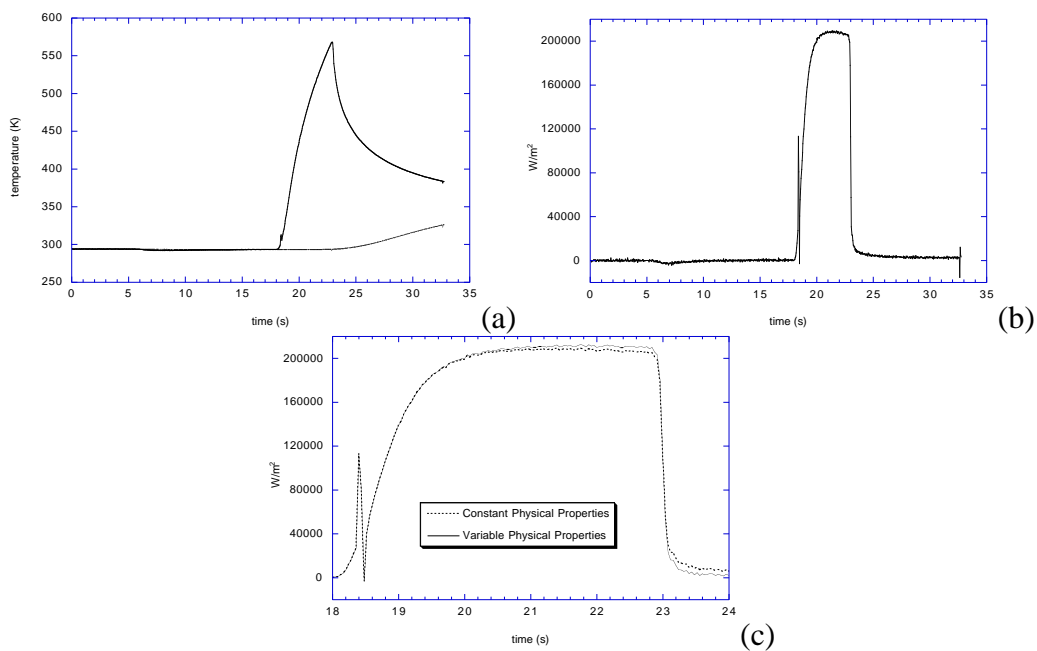 600
550
500
450
400
350
300
250
temperature (K)
0 5 10 15 20 25 30 35
time (s)
(a)
200000
160000
120000
80000
40000
0
W/m²
0 5 10 15 20 25 30 35
time (s)
(b)
200000
160000
120000
80000
40000
0
W/m²
Constant Physical Properties
Variable Physical Properties
18 19 20 21 22 23 24
time (s)
(c)